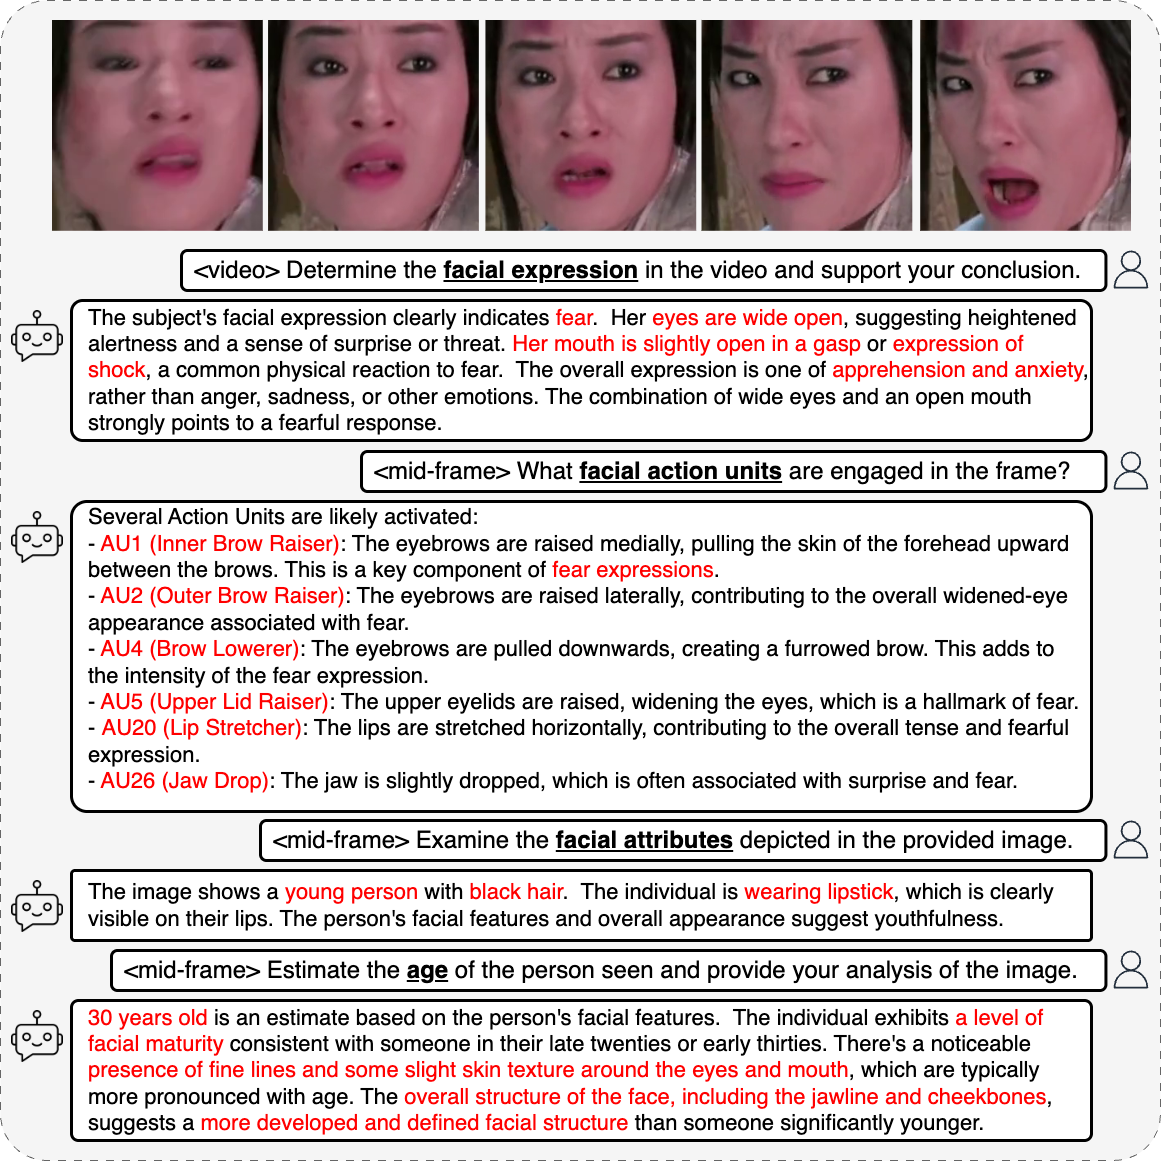 <video> Determine the facial expression in the video and support your conclusion.
The subject's facial expression clearly indicates fear.  Her eyes are wide open, suggesting heightened
alertness and a sense of surprise or threat. Her mouth is slightly open in a gasp or expression of
shock, a common physical reaction to fear.  The overall expression is one of apprehension and anxiety,
rather than anger, sadness, or other emotions. The combination of wide eyes and an open mouth
strongly points to a fearful response.
<mid-frame> What facial action units are engaged in the frame?
Several Action Units are likely activated:
- AU1 (Inner Brow Raiser): The eyebrows are raised medially, pulling the skin of the forehead upward
between the brows. This is a key component of fear expressions.
- AU2 (Outer Brow Raiser): The eyebrows are raised laterally, contributing to the overall widened-eye
appearance associated with fear.
- AU4 (Brow Lowerer): The eyebrows are pulled downwards, creating a furrowed brow. This adds to
the intensity of the fear expression.
- AU5 (Upper Lid Raiser): The upper eyelids are raised, widening the eyes, which is a hallmark of fear.
- AU20 (Lip Stretcher): The lips are stretched horizontally, contributing to the overall tense and fearful
expression.
- AU26 (Jaw Drop): The jaw is slightly dropped, which is often associated with surprise and fear.
<mid-frame> Examine the facial attributes depicted in the provided image.
The image shows a young person with black hair.  The individual is wearing lipstick, which is clearly
visible on their lips. The person's facial features and overall appearance suggest youthfulness.
<mid-frame> Estimate the age of the person seen and provide your analysis of the image.
30 years old is an estimate based on the person's facial features.  The individual exhibits a level of
facial maturity consistent with someone in their late twenties or early thirties. There's a noticeable
presence of fine lines and some slight skin texture around the eyes and mouth, which are typically
more pronounced with age. The overall structure of the face, including the jawline and cheekbones,
suggests a more developed and defined facial structure than someone significantly younger.